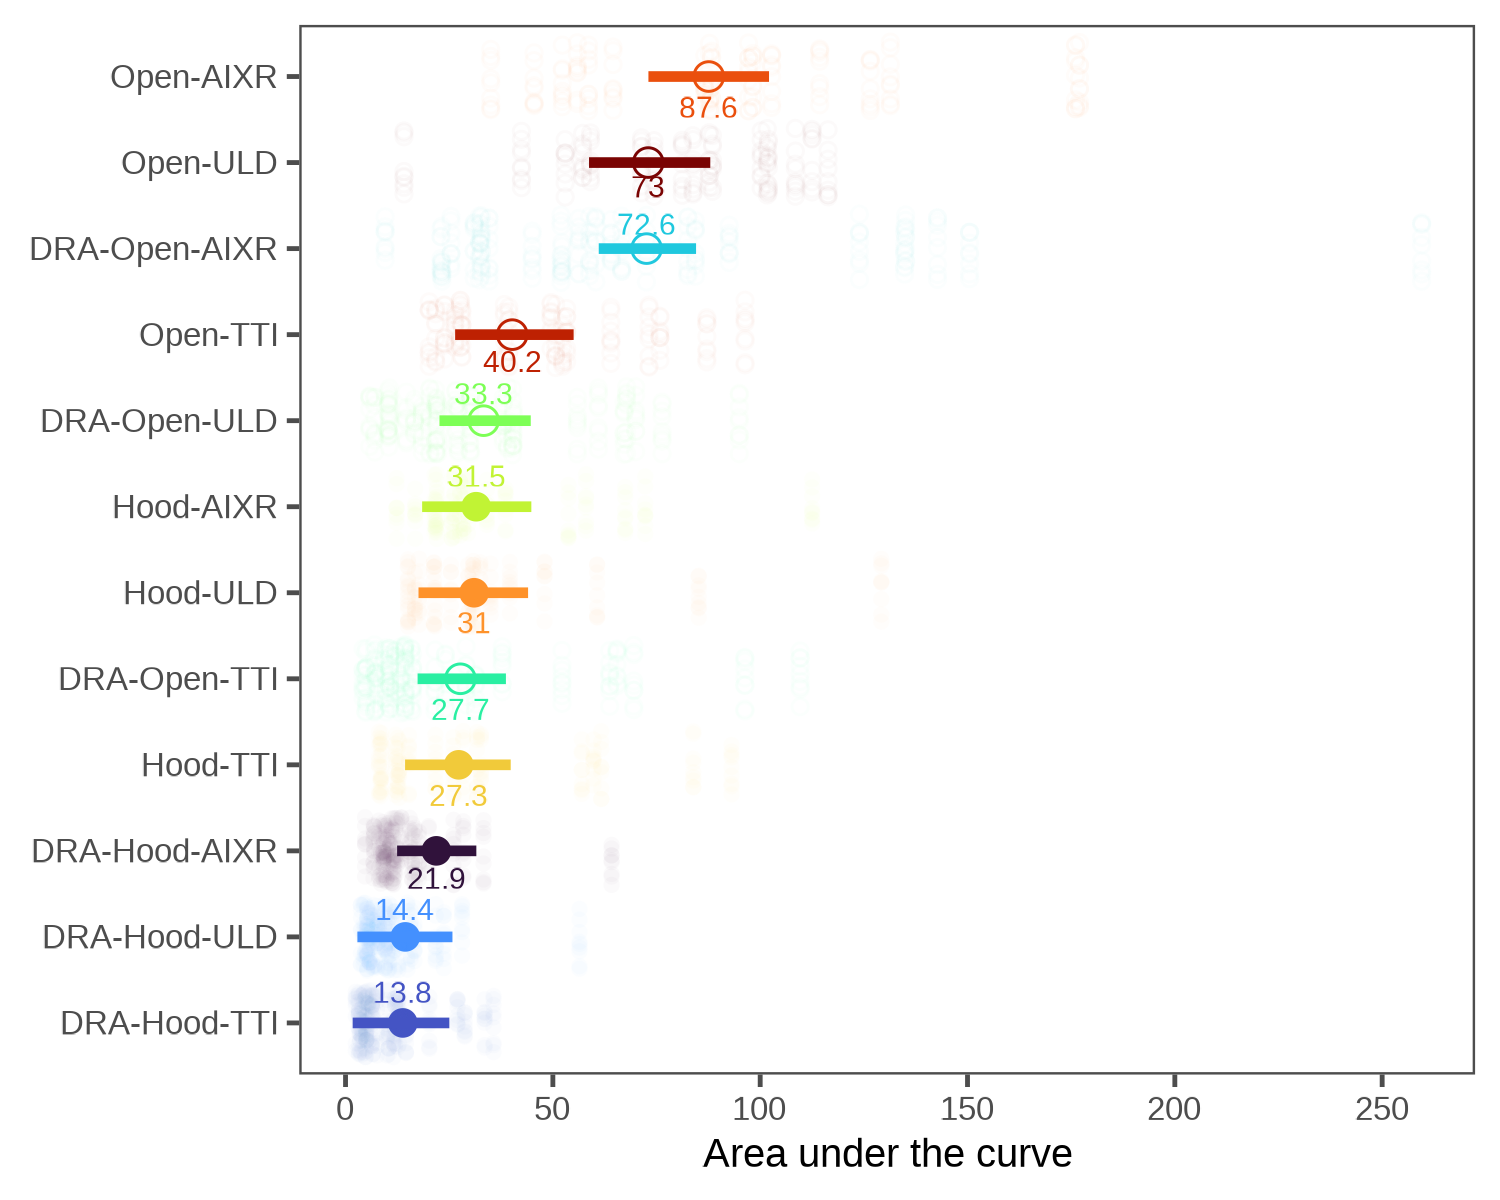 Open-AIXR
87.6
Open-ULD
73
DRA-Open-AIXR
72.6
Open-TTI
40.2
DRA-Open-ULD
33.3
Hood-AIXR
31.5
Hood-ULD
31
DRA-Open-TTI
27.7
Hood-TTI
27.3
DRA-Hood-AIXR
21.9
DRA-Hood-ULD
14.4
DRA-Hood-TTI
13.8
0 50 100 150 200 250
Area under the curve